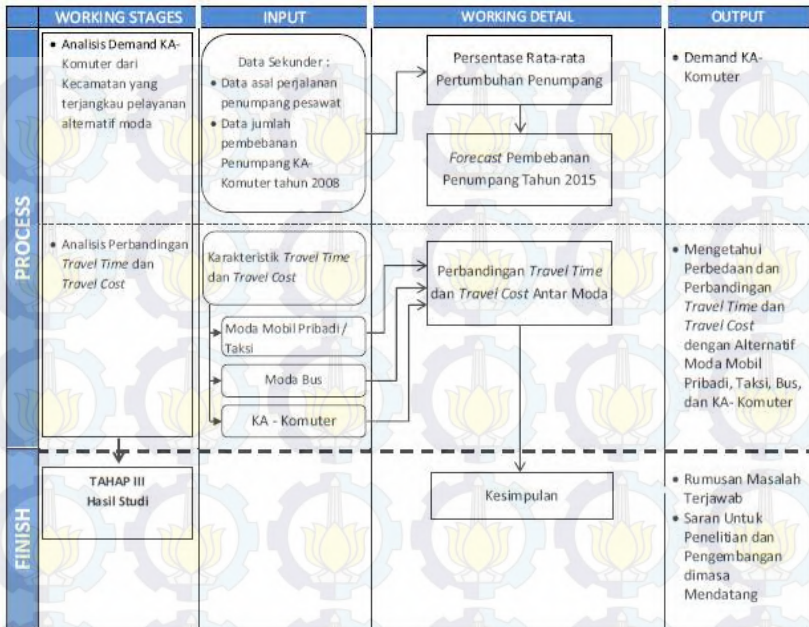 WORKING STAGES
INPUT
WORKING DETAIL
OUTPUT
PROCESS
• Analisis Demand KA-
Komuter dari
Kecamatan yang
terjangkau pelayanan
alternatif moda
Data Sekunder :
• Data asal perjalanan
penumpang pesawat
• Data jumlah
pembebanan
Penumpang KA-
Komuter tahun 2008
Persentase Rata-rata
Pertumbuhan Penumpang
Forecast Pembebanan
Penumpang Tahun 2015
• Demand KA-
Komuter
• Analisis Perbandingan
Travel Time dan
Travel Cost
Karakteristik Travel Time
dan Travel Cost
Moda Mobil Pribadi /
Taksi
Moda Bus
KA - Komuter
Perbandingan Travel Time
dan Travel Cost Antar Moda
• Mengetahui
Perbedaan dan
Perbandingan
Travel Time dan
Travel Cost
dengan Alternatif
Moda Mobil
Pribadi, Taksi, Bus,
dan KA- Komuter
FINISH
TAHAP III
Hasil Studi
Kesimpulan
• Rumusan Masalah
Terjawab
• Saran Untuk
Penelitian dan
Pengembangan
dimasa
Mendatang